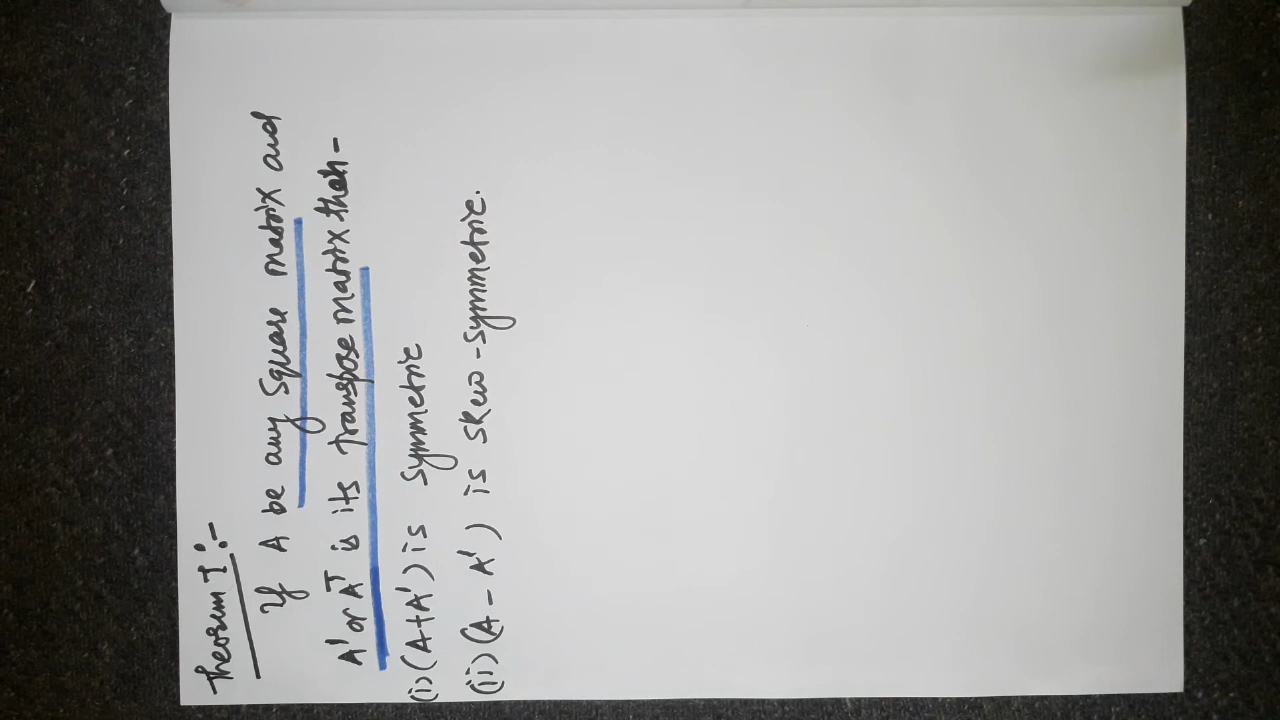 Theorem 1:-
If A be any Square matrix and
A' or Aᵀ is its transpose matrix then-
(i) (A+A') is symmetric
(ii) (A - A') is skew-symmetric.